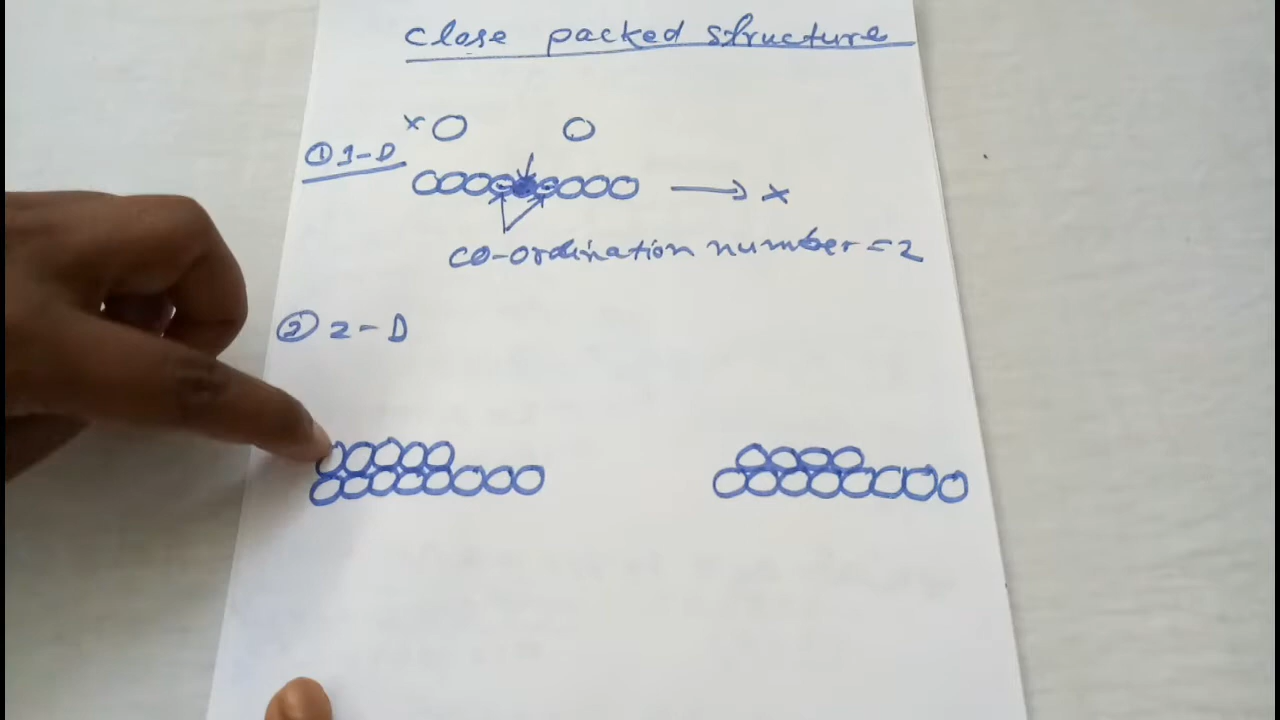 close packed structure
① 1-D
x
→ x
co-ordination number = 2
② 2-D